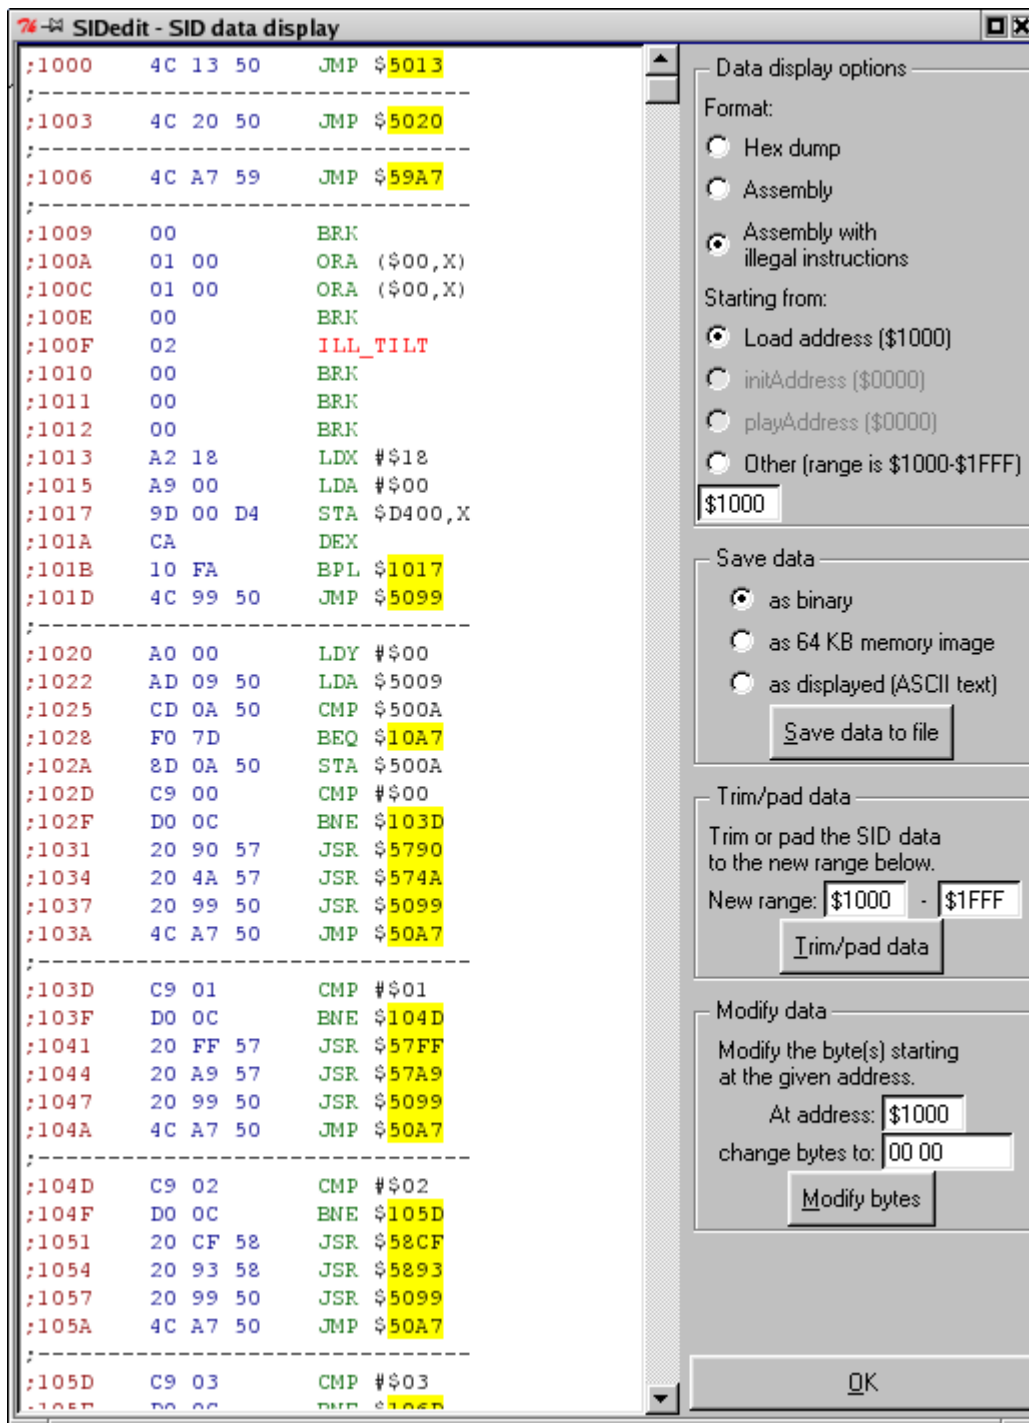 SIDedit - SID data display
;1000 4C 13 50 JMP $5013
;------------------------------
;1003 4C 20 50 JMP $5020
;------------------------------
;1006 4C A7 59 JMP $59A7
;------------------------------
;1009 00 BRK
;100A 01 00 ORA ($00,X)
;100C 01 00 ORA ($00,X)
;100E 00 BRK
;100F 02 ILL_TILT
;1010 00 BRK
;1011 00 BRK
;1012 00 BRK
;1013 A2 18 LDX #$18
;1015 A9 00 LDA #$00
;1017 9D 00 D4 STA $D400,X
;101A CA DEX
;101B 10 FA BPL $1017
;101D 4C 99 50 JMP $5099
;------------------------------
;1020 A0 00 LDY #$00
;1022 AD 09 50 LDA $5009
;1025 CD 0A 50 CMP $500A
;1028 F0 7D BEQ $10A7
;102A 8D 0A 50 STA $500A
;102D C9 00 CMP #$00
;102F D0 0C BNE $103D
;1031 20 90 57 JSR $5790
;1034 20 4A 57 JSR $574A
;1037 20 99 50 JSR $5099
;103A 4C A7 50 JMP $50A7
;------------------------------
;103D C9 01 CMP #$01
;103F D0 0C BNE $104D
;1041 20 FF 57 JSR $57FF
;1044 20 A9 57 JSR $57A9
;1047 20 99 50 JSR $5099
;104A 4C A7 50 JMP $50A7
;------------------------------
;104D C9 02 CMP #$02
;104F D0 0C BNE $105D
;1051 20 CF 58 JSR $58CF
;1054 20 93 58 JSR $5893
;1057 20 99 50 JSR $5099
;105A 4C A7 50 JMP $50A7
;------------------------------
;105D C9 03 CMP #$03
;105F D0 0C BNE $106D
Data display options
Format:
Hex dump
Assembly
Assembly with
illegal instructions
Starting from:
Load address ($1000)
initAddress ($0000)
playAddress ($0000)
Other (range is $1000-$1FFF)
$1000
Save data
as binary
as 64 KB memory image
as displayed (ASCII text)
Save data to file
Trim/pad data
Trim or pad the SID data
to the new range below.
New range: $1000 - $1FFF
Trim/pad data
Modify data
Modify the byte(s) starting
at the given address.
At address: $1000
change bytes to: 00 00
Modify bytes
OK